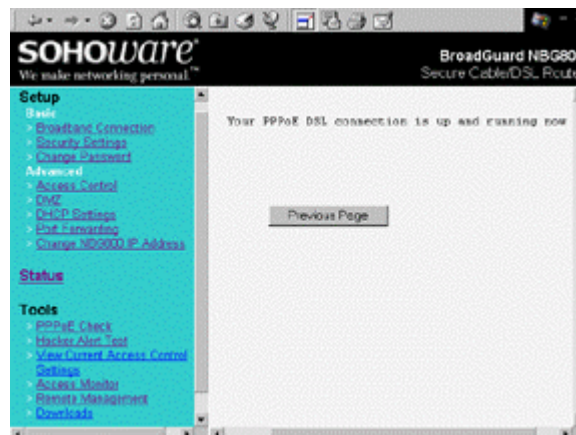 SOHOware
We make networking personal.™
BroadGuard NBG80
Secure Cable/DSL Route
Setup
Basic
> Broadband Connection
> Security Settings
> Change Password
Advanced
> Access Control
> DMZ
> DHCP Settings
> Port Forwarding
> Change NBG800 IP Address
Status
Tools
> PPPoE Check
> Hacker Alert Test
> View Current Access Control
Settings
> Access Monitor
> Remote Management
> Downloads
Your PPPoE DSL connection is up and running now
Previous Page